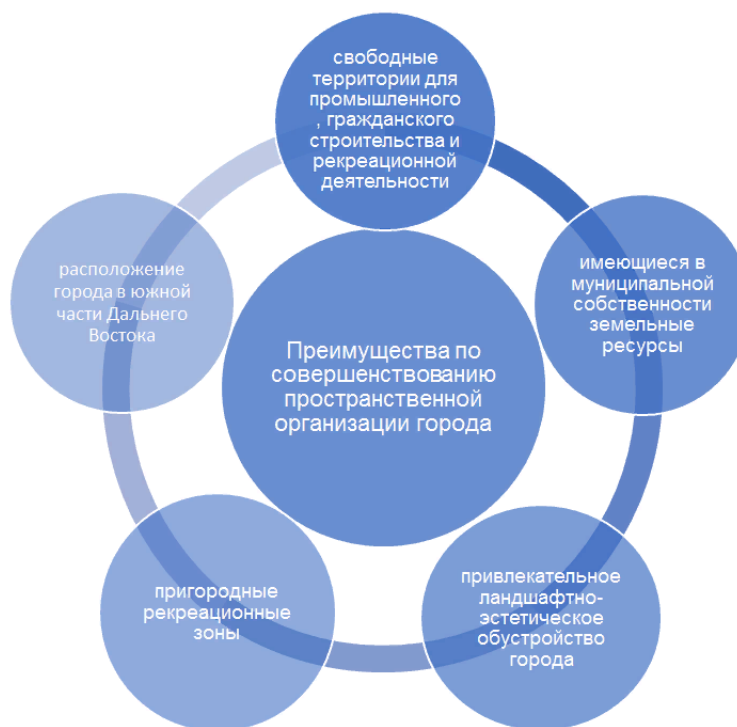 свободные
территории для
промышленного
, гражданского
строительства и
рекреационной
деятельности
имеющиеся в
муниципальной
собственности
земельные
ресурсы
привлекательное
ландшафтно-
эстетическое
обустройство
города
пригородные
рекреационные
зоны
расположение
города в южной
части Дальнего
Востока
Преимущества по
совершенствованию
пространственной
организации города